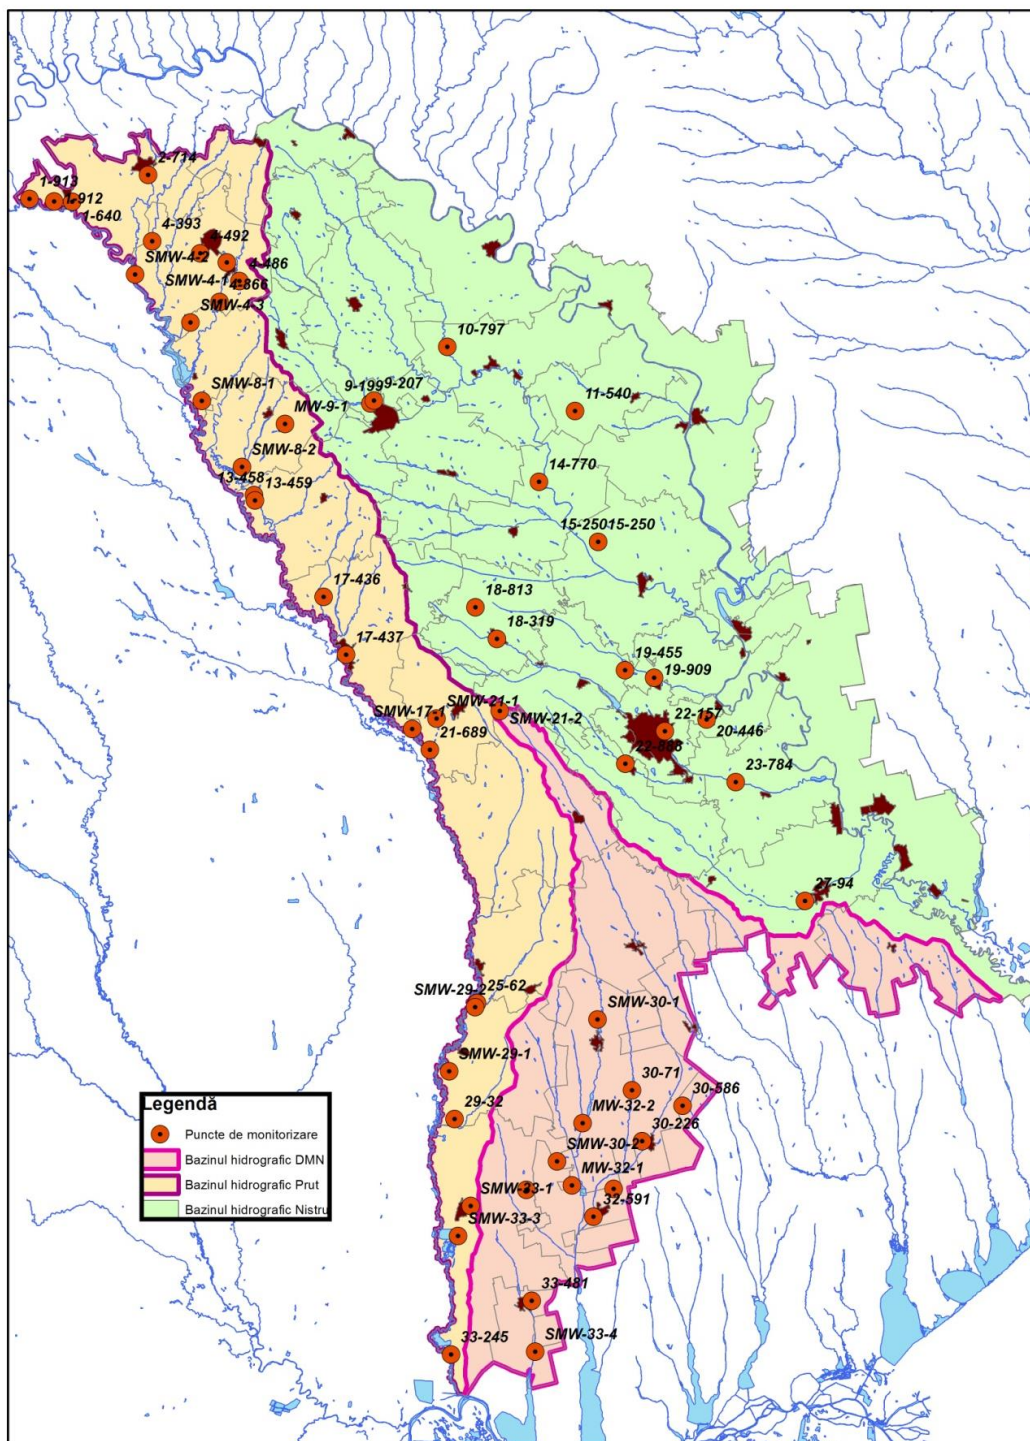 2-714
1-913
1-912
1-640
4-393
4-492
SMW-4-2
4-486
SMW-4-1
4-866
SMW-4-3
10-797
SMW-8-1
9-199
9-207
11-540
MW-9-1
SMW-8-2
14-770
13-458
13-459
15-250
15-250
17-436
18-813
18-319
17-437
19-455
19-909
SMW-21-1
SMW-17-1
SMW-21-2
22-157
20-446
21-689
22-888
23-784
27-94
SMW-29-2
25-62
SMW-30-1
SMW-29-1
30-71
30-586
29-32
MW-32-2
30-226
SMW-30-2
MW-32-1
SMW-33-1
32-591
SMW-33-3
33-481
33-245
SMW-33-4
Legendă
Puncte de monitorizare
Bazinul hidrografic DMN
Bazinul hidrografic Prut
Bazinul hidrografic Nistru